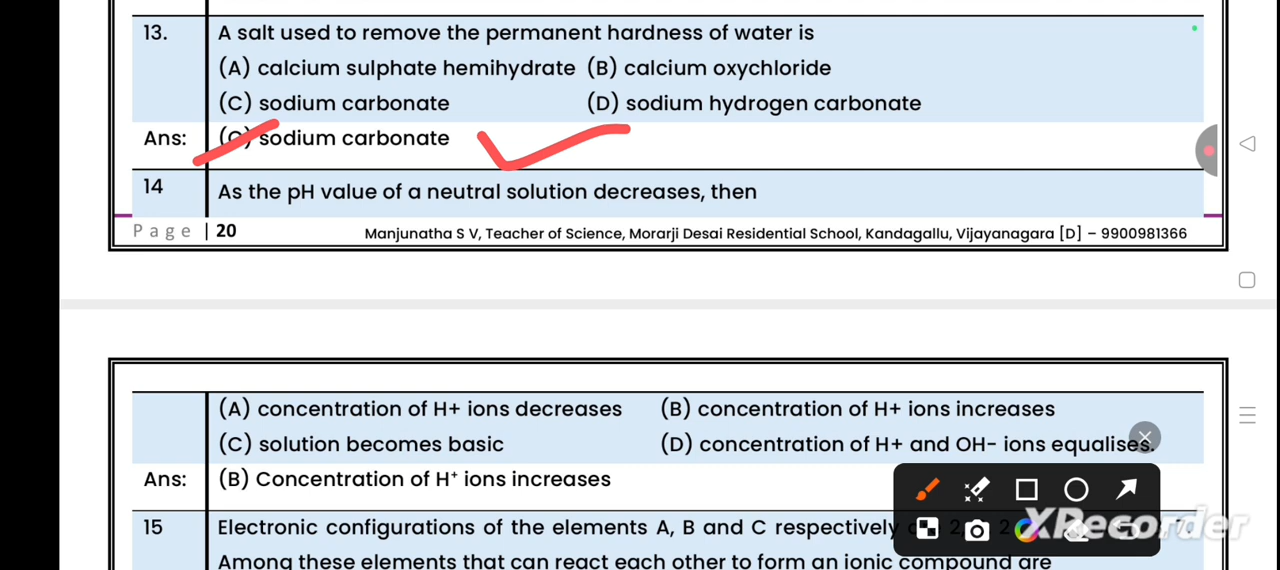 13. A salt used to remove the permanent hardness of water is
(A) calcium sulphate hemihydrate (B) calcium oxychloride
(C) sodium carbonate (D) sodium hydrogen carbonate
Ans: (C) sodium carbonate
14 As the pH value of a neutral solution decreases, then
Page | 20 Manjunatha S V, Teacher of Science, Morarji Desai Residential School, Kandagallu, Vijayanagara [D] – 9900981366
(A) concentration of H+ ions decreases (B) concentration of H+ ions increases
(C) solution becomes basic (D) concentration of H+ and OH- ions equalises.
Ans: (B) Concentration of H⁺ ions increases
15 Electronic configurations of the elements A, B and C respectively 7.
XRecorder
Among these elements that can react each other to form an ionic compound are